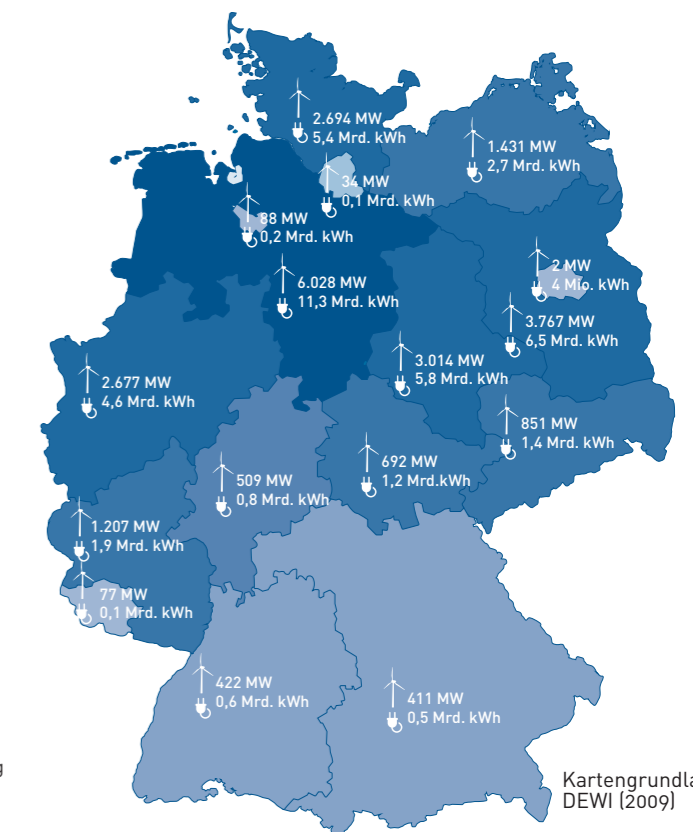 2.694 MW
5,4 Mrd. kWh
1.431 MW
2,7 Mrd. kWh
34 MW
0,1 Mrd. kWh
88 MW
0,2 Mrd. kWh
2 MW
4 Mio. kWh
6.028 MW
11,3 Mrd. kWh
3.767 MW
6,5 Mrd. kWh
3.014 MW
5,8 Mrd. kWh
2.677 MW
4,6 Mrd. kWh
851 MW
1,4 Mrd. kWh
692 MW
1,2 Mrd.kWh
509 MW
0,8 Mrd. kWh
1.207 MW
1,9 Mrd. kWh
77 MW
0,1 Mrd. kWh
422 MW
0,6 Mrd. kWh
411 MW
0,5 Mrd. kWh
g
Kartengrundla
DEWI (2009)